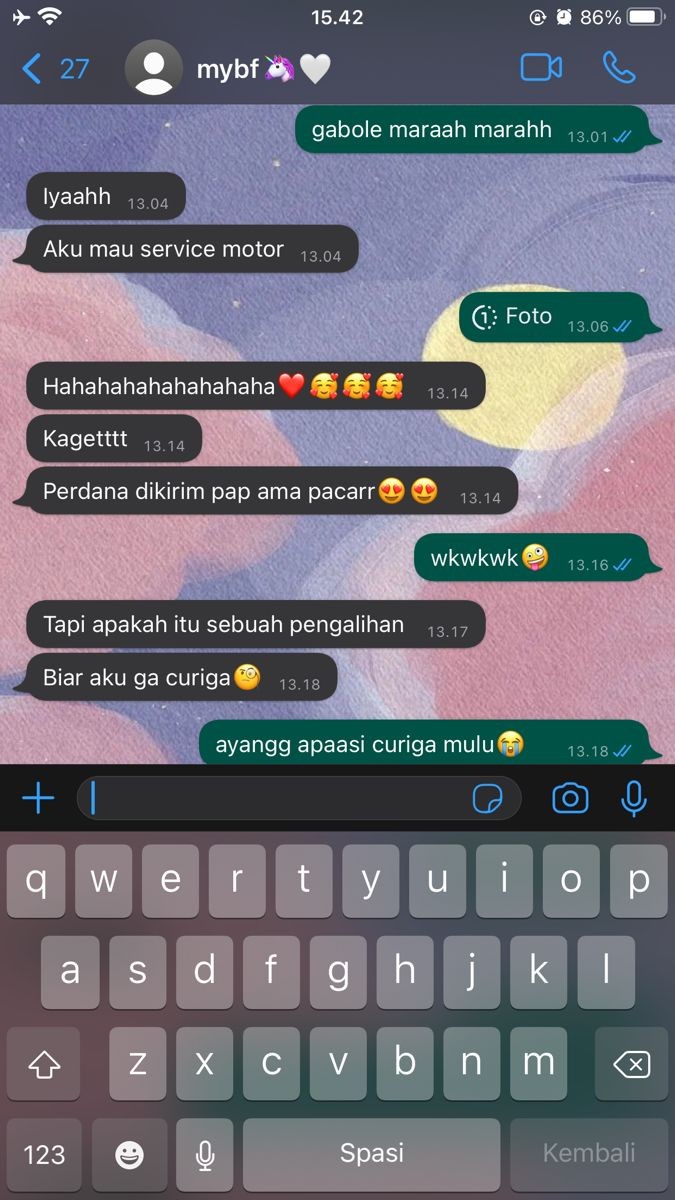 15.42
86%
27
mybf🦄🤍
gabole maraah marahh 13.01
Iyaahh 13.04
Aku mau service motor 13.04
1 Foto 13.06
Hahahahahahahahaha❤️🥰🥰🥰 13.14
Kagetttt 13.14
Perdana dikirim pap ama pacarr😍😍 13.14
wkwkwk🤪 13.16
Tapi apakah itu sebuah pengalihan 13.17
Biar aku ga curiga🧐 13.18
ayangg apaasi curiga mulu😭 13.18
q w e r t y u i o p
a s d f g h j k l
z x c v b n m
123 Spasi Kembali